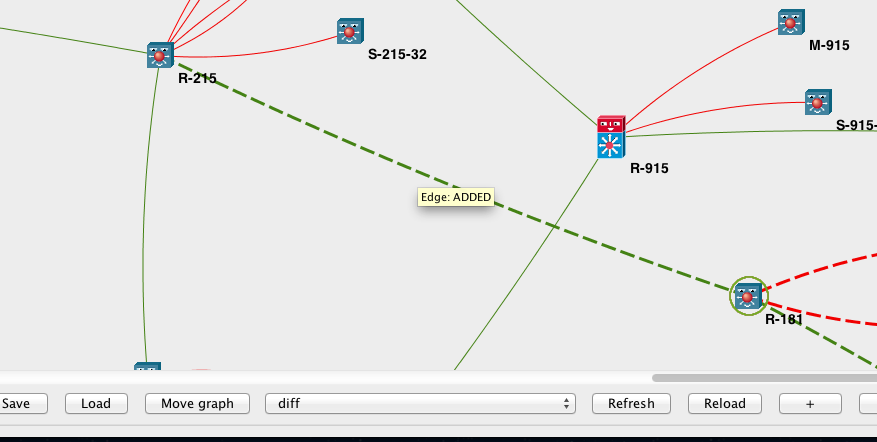 M-915
S-215-32
R-215
S-915-
R-915
Edge: ADDED
R-181
Save
Load
Move graph
diff
Refresh
Reload
+